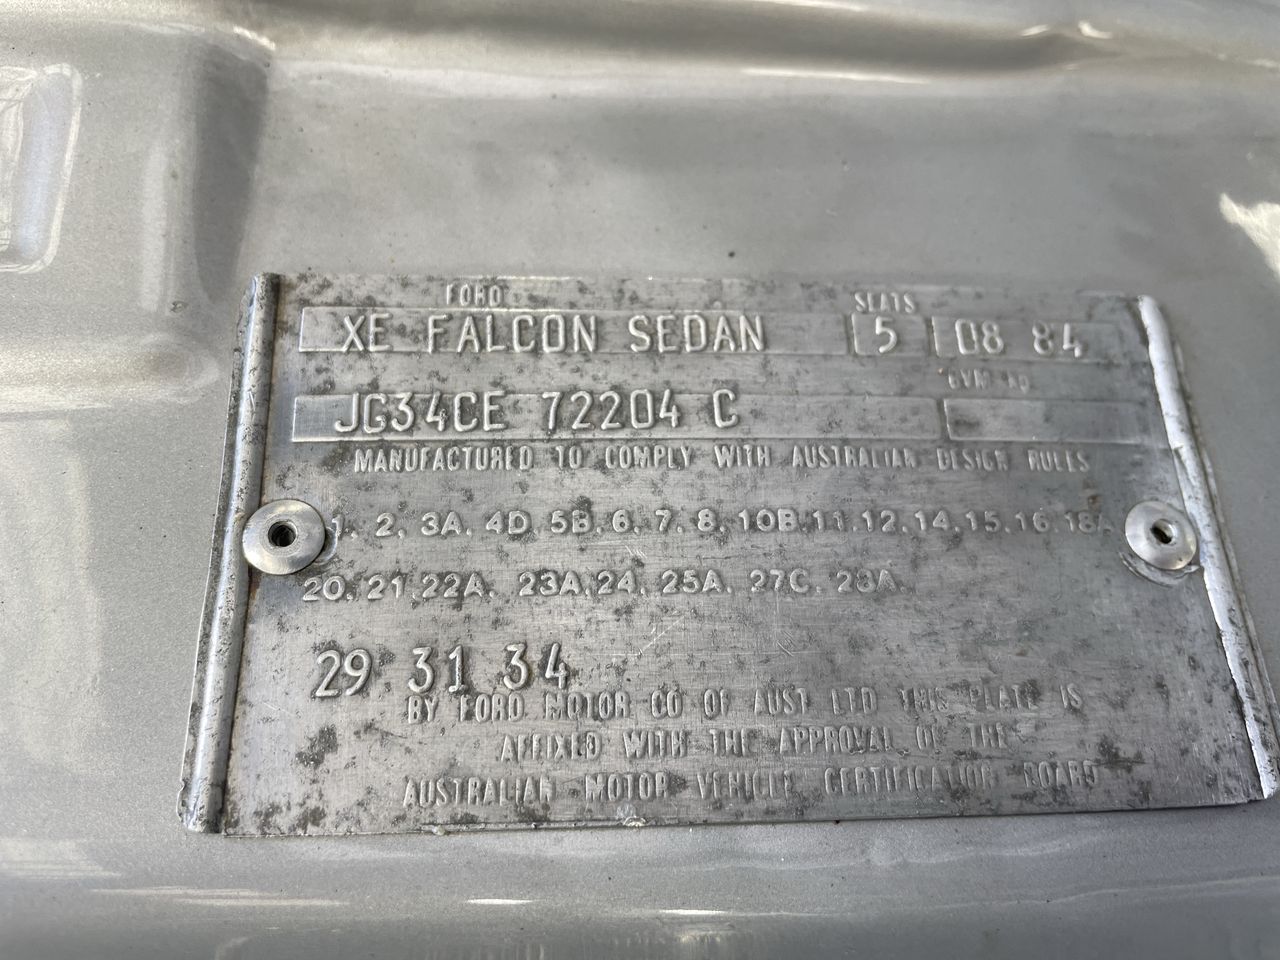 FORD SEATS
XE FALCON SEDAN 5 08 84
GVM KG
JG34CE 72204 C
MANUFACTURED TO COMPLY WITH AUSTRALIAN DESIGN RULES
1, 2, 3A, 4D, 5B, 6, 7, 8, 10B, 11, 12, 14, 15, 16, 18A
20, 21, 22A, 23A, 24, 25A, 27C, 28A.
29 31 34
BY FORD MOTOR CO OF AUST LTD THIS PLATE IS
AFFIXED WITH THE APPROVAL OF THE
AUSTRALIAN MOTOR VEHICLE CERTIFICATION BOARD